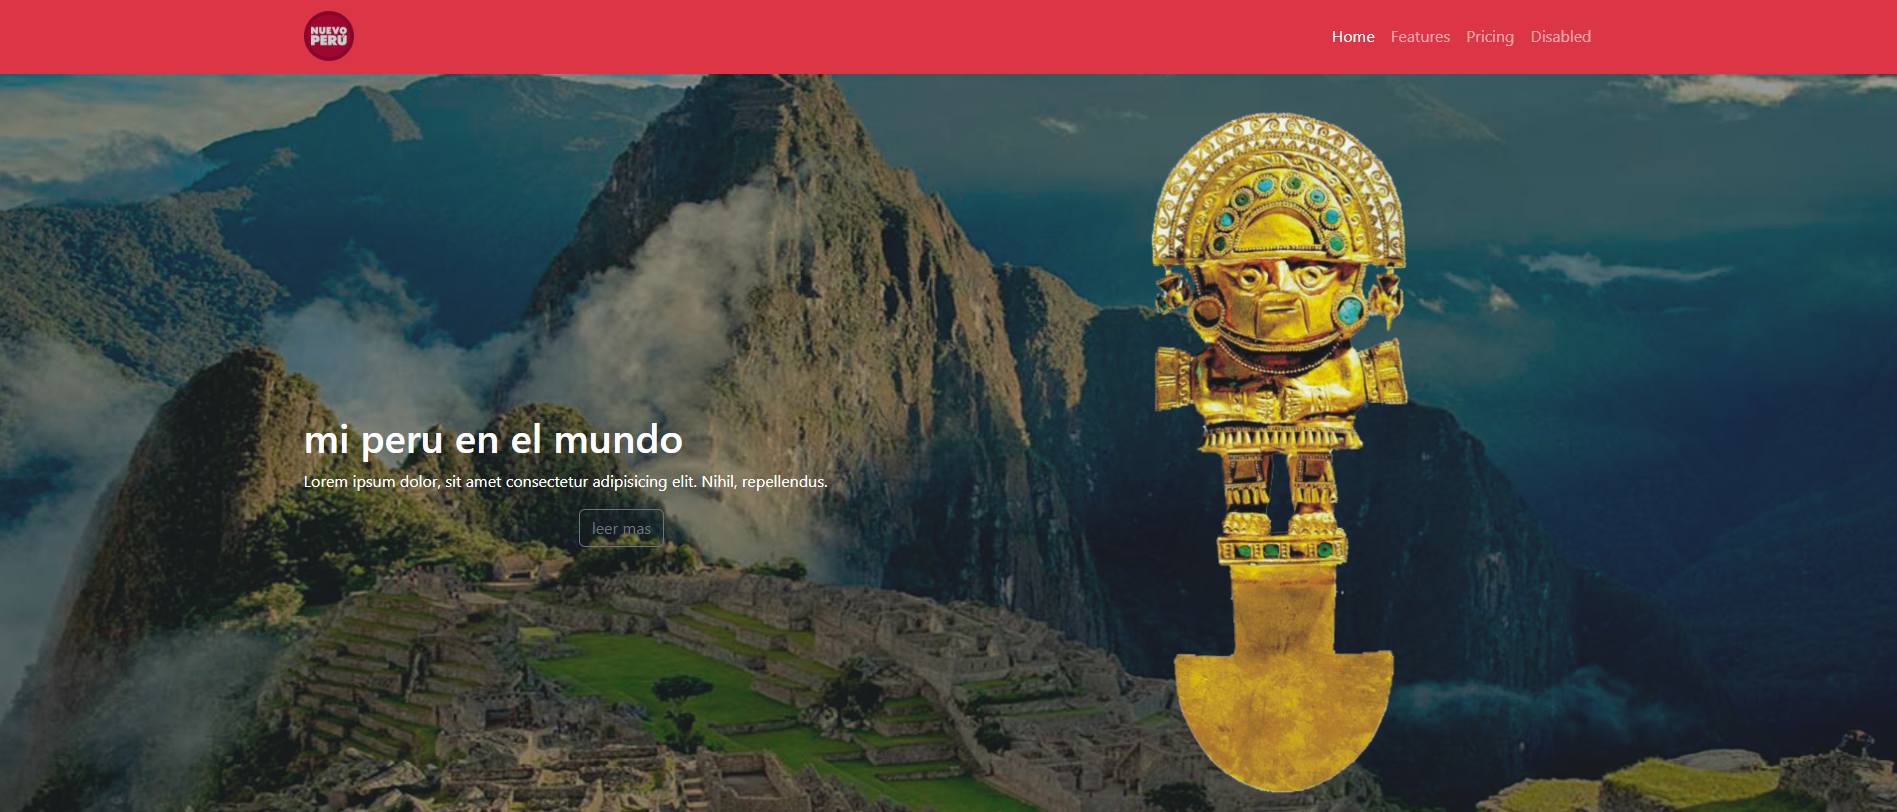 NUEVO
PERÚ
Home Features Pricing Disabled
mi peru en el mundo
Lorem ipsum dolor, sit amet consectetur adipisicing elit. Nihil, repellendus.
leer mas